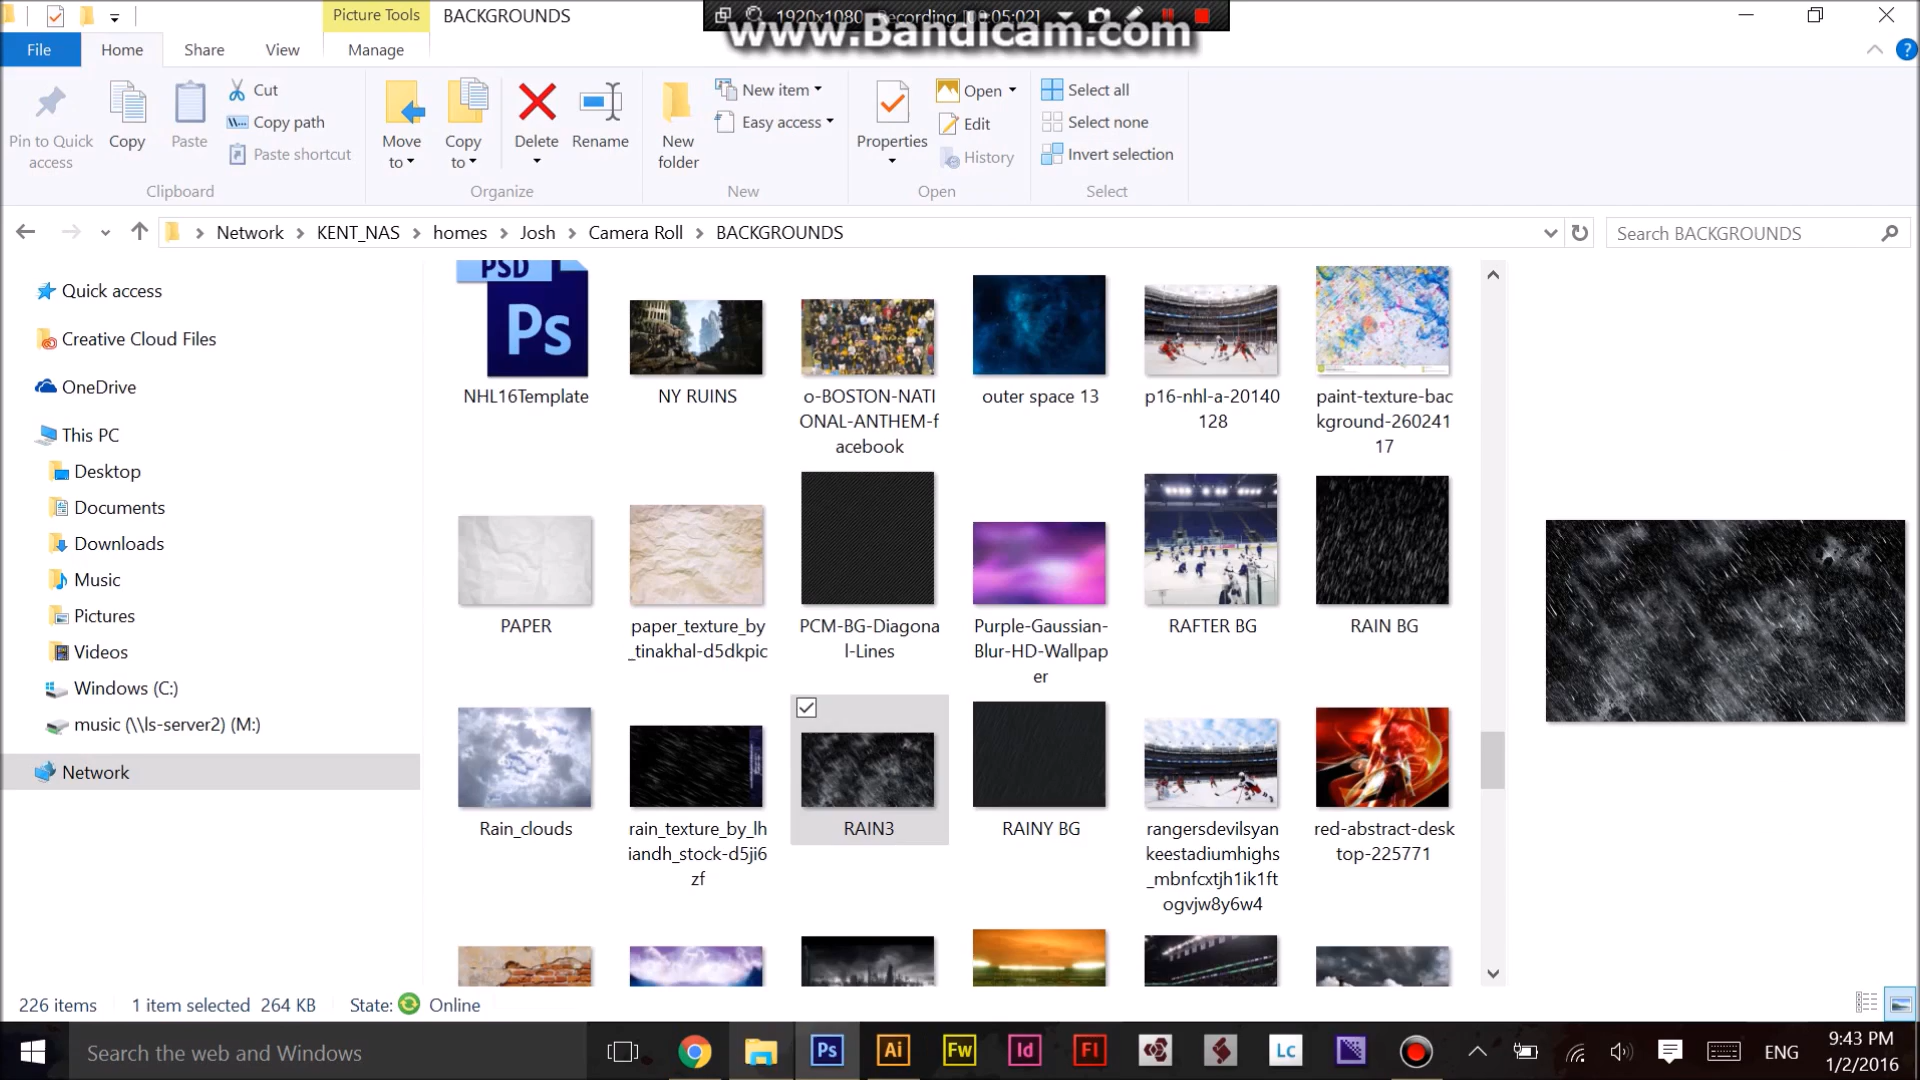 Picture Tools
BACKGROUNDS
1920x1080
Recording [00:05:02]
www.Bandicam.com
File
Home
Share
View
Manage
Pin to Quick
access
Copy
Paste
Cut
Copy path
Paste shortcut
Clipboard
Move
to
Copy
to
Delete
Rename
Organize
New
folder
New item
Easy access
New
Properties
Open
Edit
History
Open
Select all
Select none
Invert selection
Select
Network
KENT_NAS
homes
Josh
Camera Roll
BACKGROUNDS
Search BACKGROUNDS
Quick access
Creative Cloud Files
OneDrive
This PC
Desktop
Documents
Downloads
Music
Pictures
Videos
Windows (C:)
music (\\ls-server2) (M:)
Network
PSD
Ps
NHL16Template
NY RUINS
o-BOSTON-NATI
ONAL-ANTHEM-f
acebook
outer space 13
p16-nhl-a-20140
128
paint-texture-bac
kground-260241
17
PAPER
paper_texture_by
_tinakhal-d5dkpic
PCM-BG-Diagona
l-Lines
Purple-Gaussian-
Blur-HD-Wallpap
er
RAFTER BG
RAIN BG
Rain_clouds
rain_texture_by_lh
iandh_stock-d5ji6
zf
RAIN3
RAINY BG
rangersdevilsyan
keestadiumhighs
_mbnfcxtjh1ik1ft
ogvjw8y6w4
red-abstract-desk
top-225771
226 items
1 item selected
264 KB
State:
Online
Search the web and Windows
Ps
Ai
Fw
Id
Fl
Lc
ENG
9:43 PM
1/2/2016